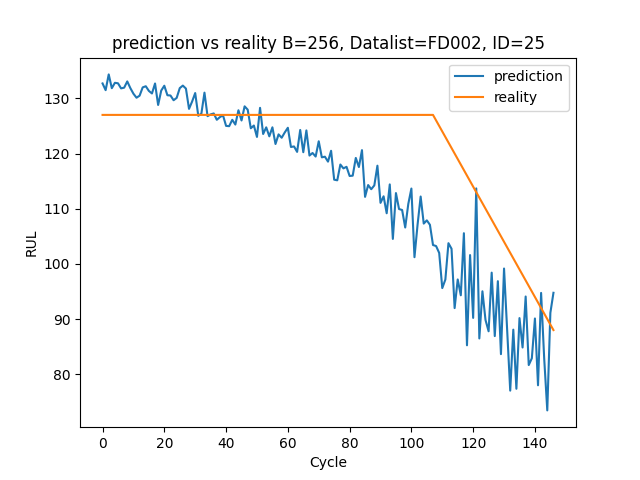 prediction vs reality B=256, Datalist=FD002, ID=25
prediction
reality
RUL
130
120
110
100
90
80
0 20 40 60 80 100 120 140
Cycle